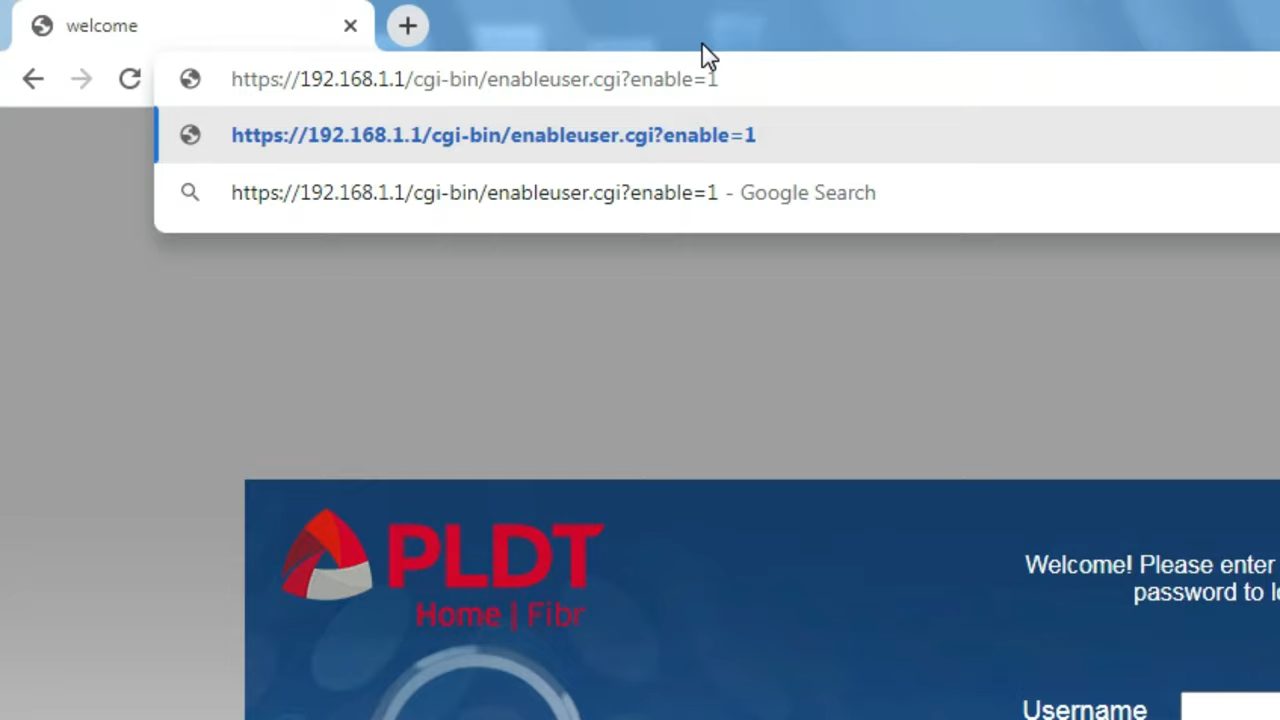 welcome
https://192.168.1.1/cgi-bin/enableuser.cgi?enable=1
https://192.168.1.1/cgi-bin/enableuser.cgi?enable=1
https://192.168.1.1/cgi-bin/enableuser.cgi?enable=1 - Google Search
PLDT
Home | Fibr
Welcome! Please enter
password to
Username